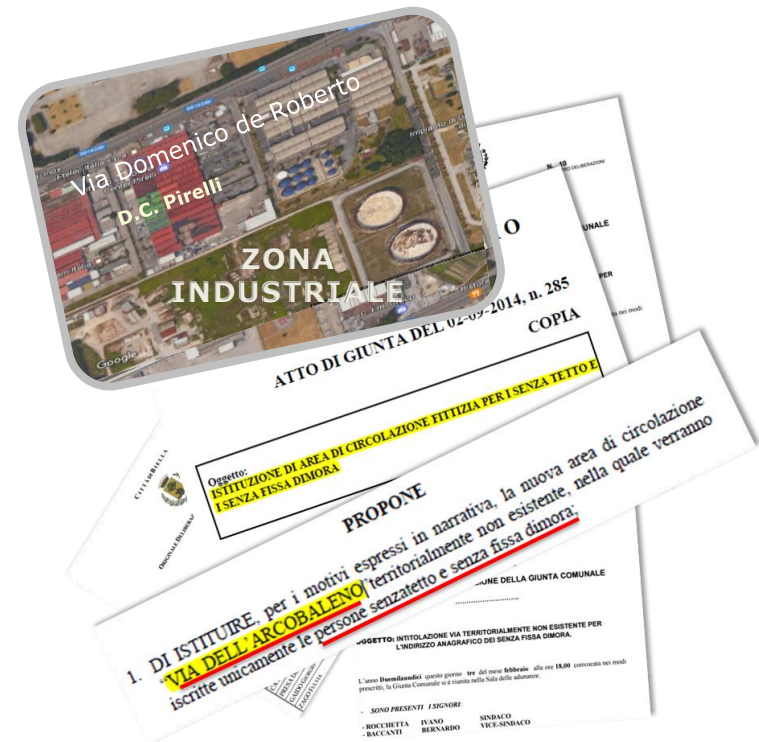 Via Domenico de Roberto
D.C. Pirelli
ZONA
INDUSTRIALE
Google
N. 10
O
ATTO DI GIUNTA DEL 02-09-2014, n. 285
COPIA
Oggetto:
ISTITUZIONE DI AREA DI CIRCOLAZIONE FITTIZIA PER I SENZA TETTO E
I SENZA FISSA DIMORA
CITTÀ DI BIELLA
PROPONE
1. DI ISTITUIRE, per i motivi espressi in narrativa, la nuova area di circolazione
“VIA DELL’ARCOBALENO” territorialmente non esistente, nella quale verranno
iscritte unicamente le persone senzatetto e senza fissa dimora;
DELLA GIUNTA COMUNALE
OGGETTO: INTITOLAZIONE VIA TERRITORIALMENTE NON ESISTENTE PER
L'INDIRIZZO ANAGRAFICO DEI SENZA FISSA DIMORA.
L'anno Duemilaundici questo giorno tre del mese febbraio alle ore 18,00 convocata nei modi
prescritti, la Giunta Comunale si è riunita nella Sala delle adunanze.
- SONO PRESENTI I SIGNORI:
- ROCCHETTA IVANO SINDACO
- BACCANTI BERNARDO VICE-SINDACO